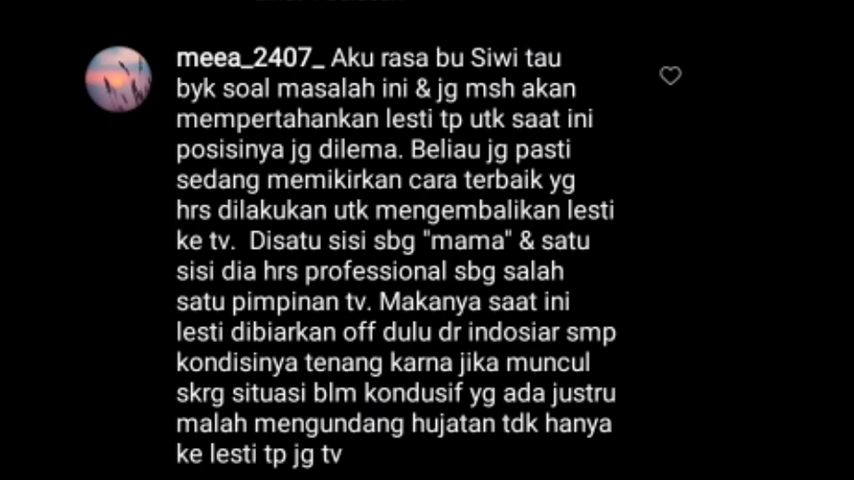 meea_2407_ Aku rasa bu Siwi tau
byk soal masalah ini & jg msh akan
mempertahankan lesti tp utk saat ini
posisinya jg dilema. Beliau jg pasti
sedang memikirkan cara terbaik yg
hrs dilakukan utk mengembalikan lesti
ke tv. Disatu sisi sbg "mama" & satu
sisi dia hrs professional sbg salah
satu pimpinan tv. Makanya saat ini
lesti dibiarkan off dulu dr indosiar smp
kondisinya tenang karna jika muncul
skrg situasi blm kondusif yg ada justru
malah mengundang hujatan tdk hanya
ke lesti tp jg tv